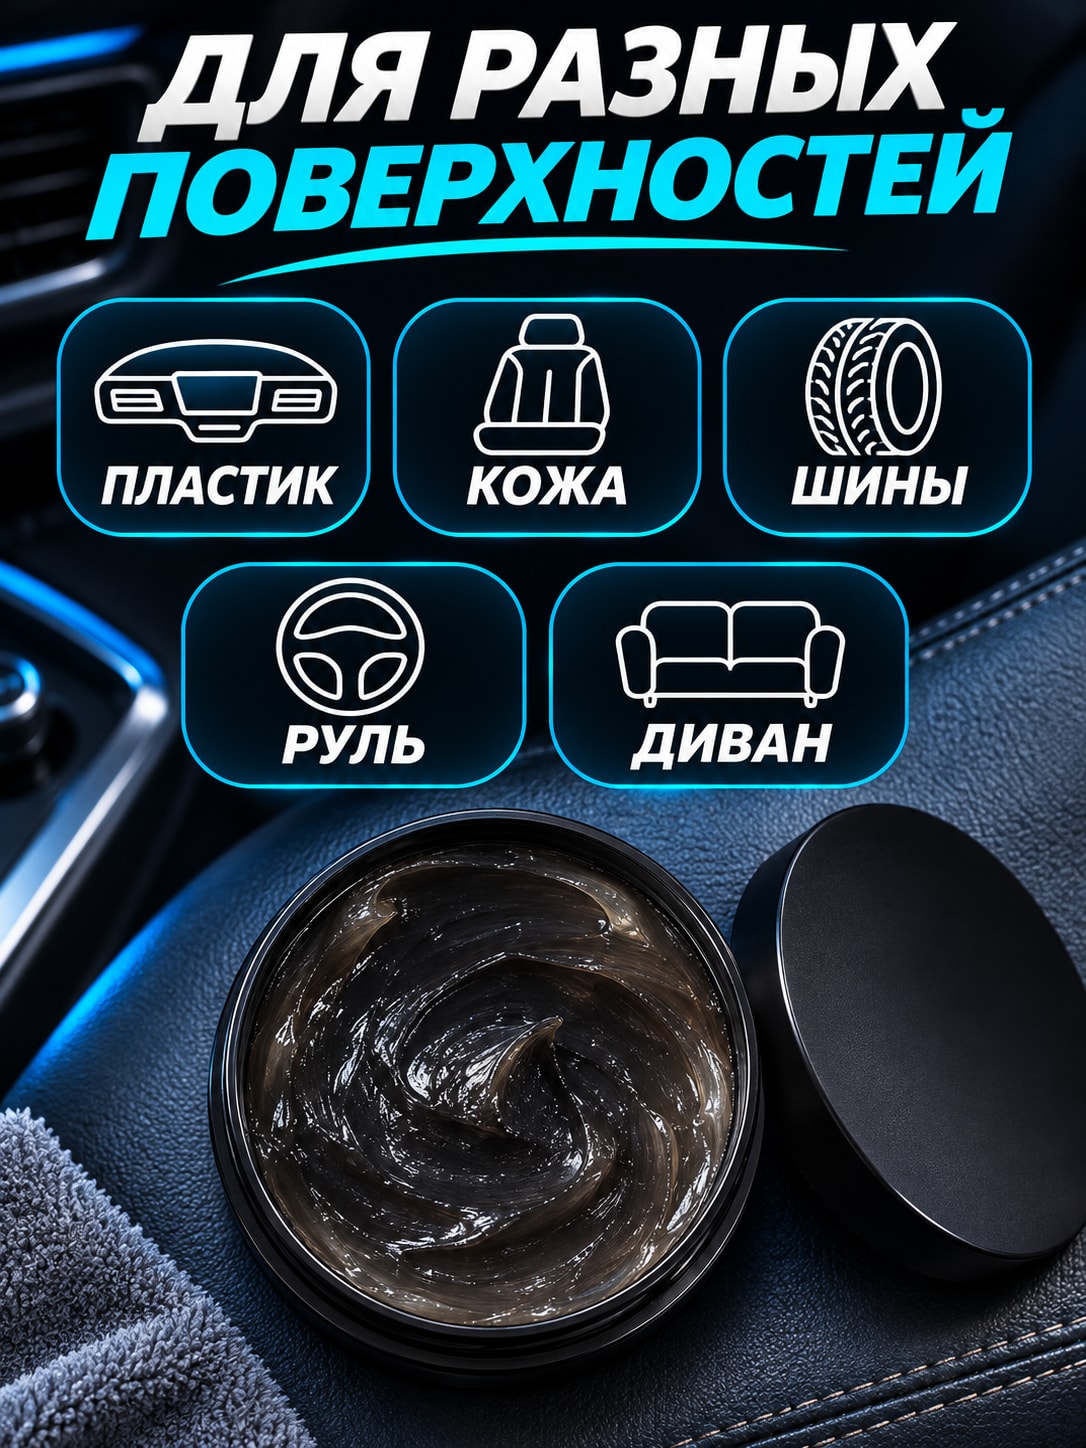 ДЛЯ РАЗНЫХ
ПОВЕРХНОСТЕЙ
ПЛАСТИК
КОЖА
ШИНЫ
РУЛЬ
ДИВАН